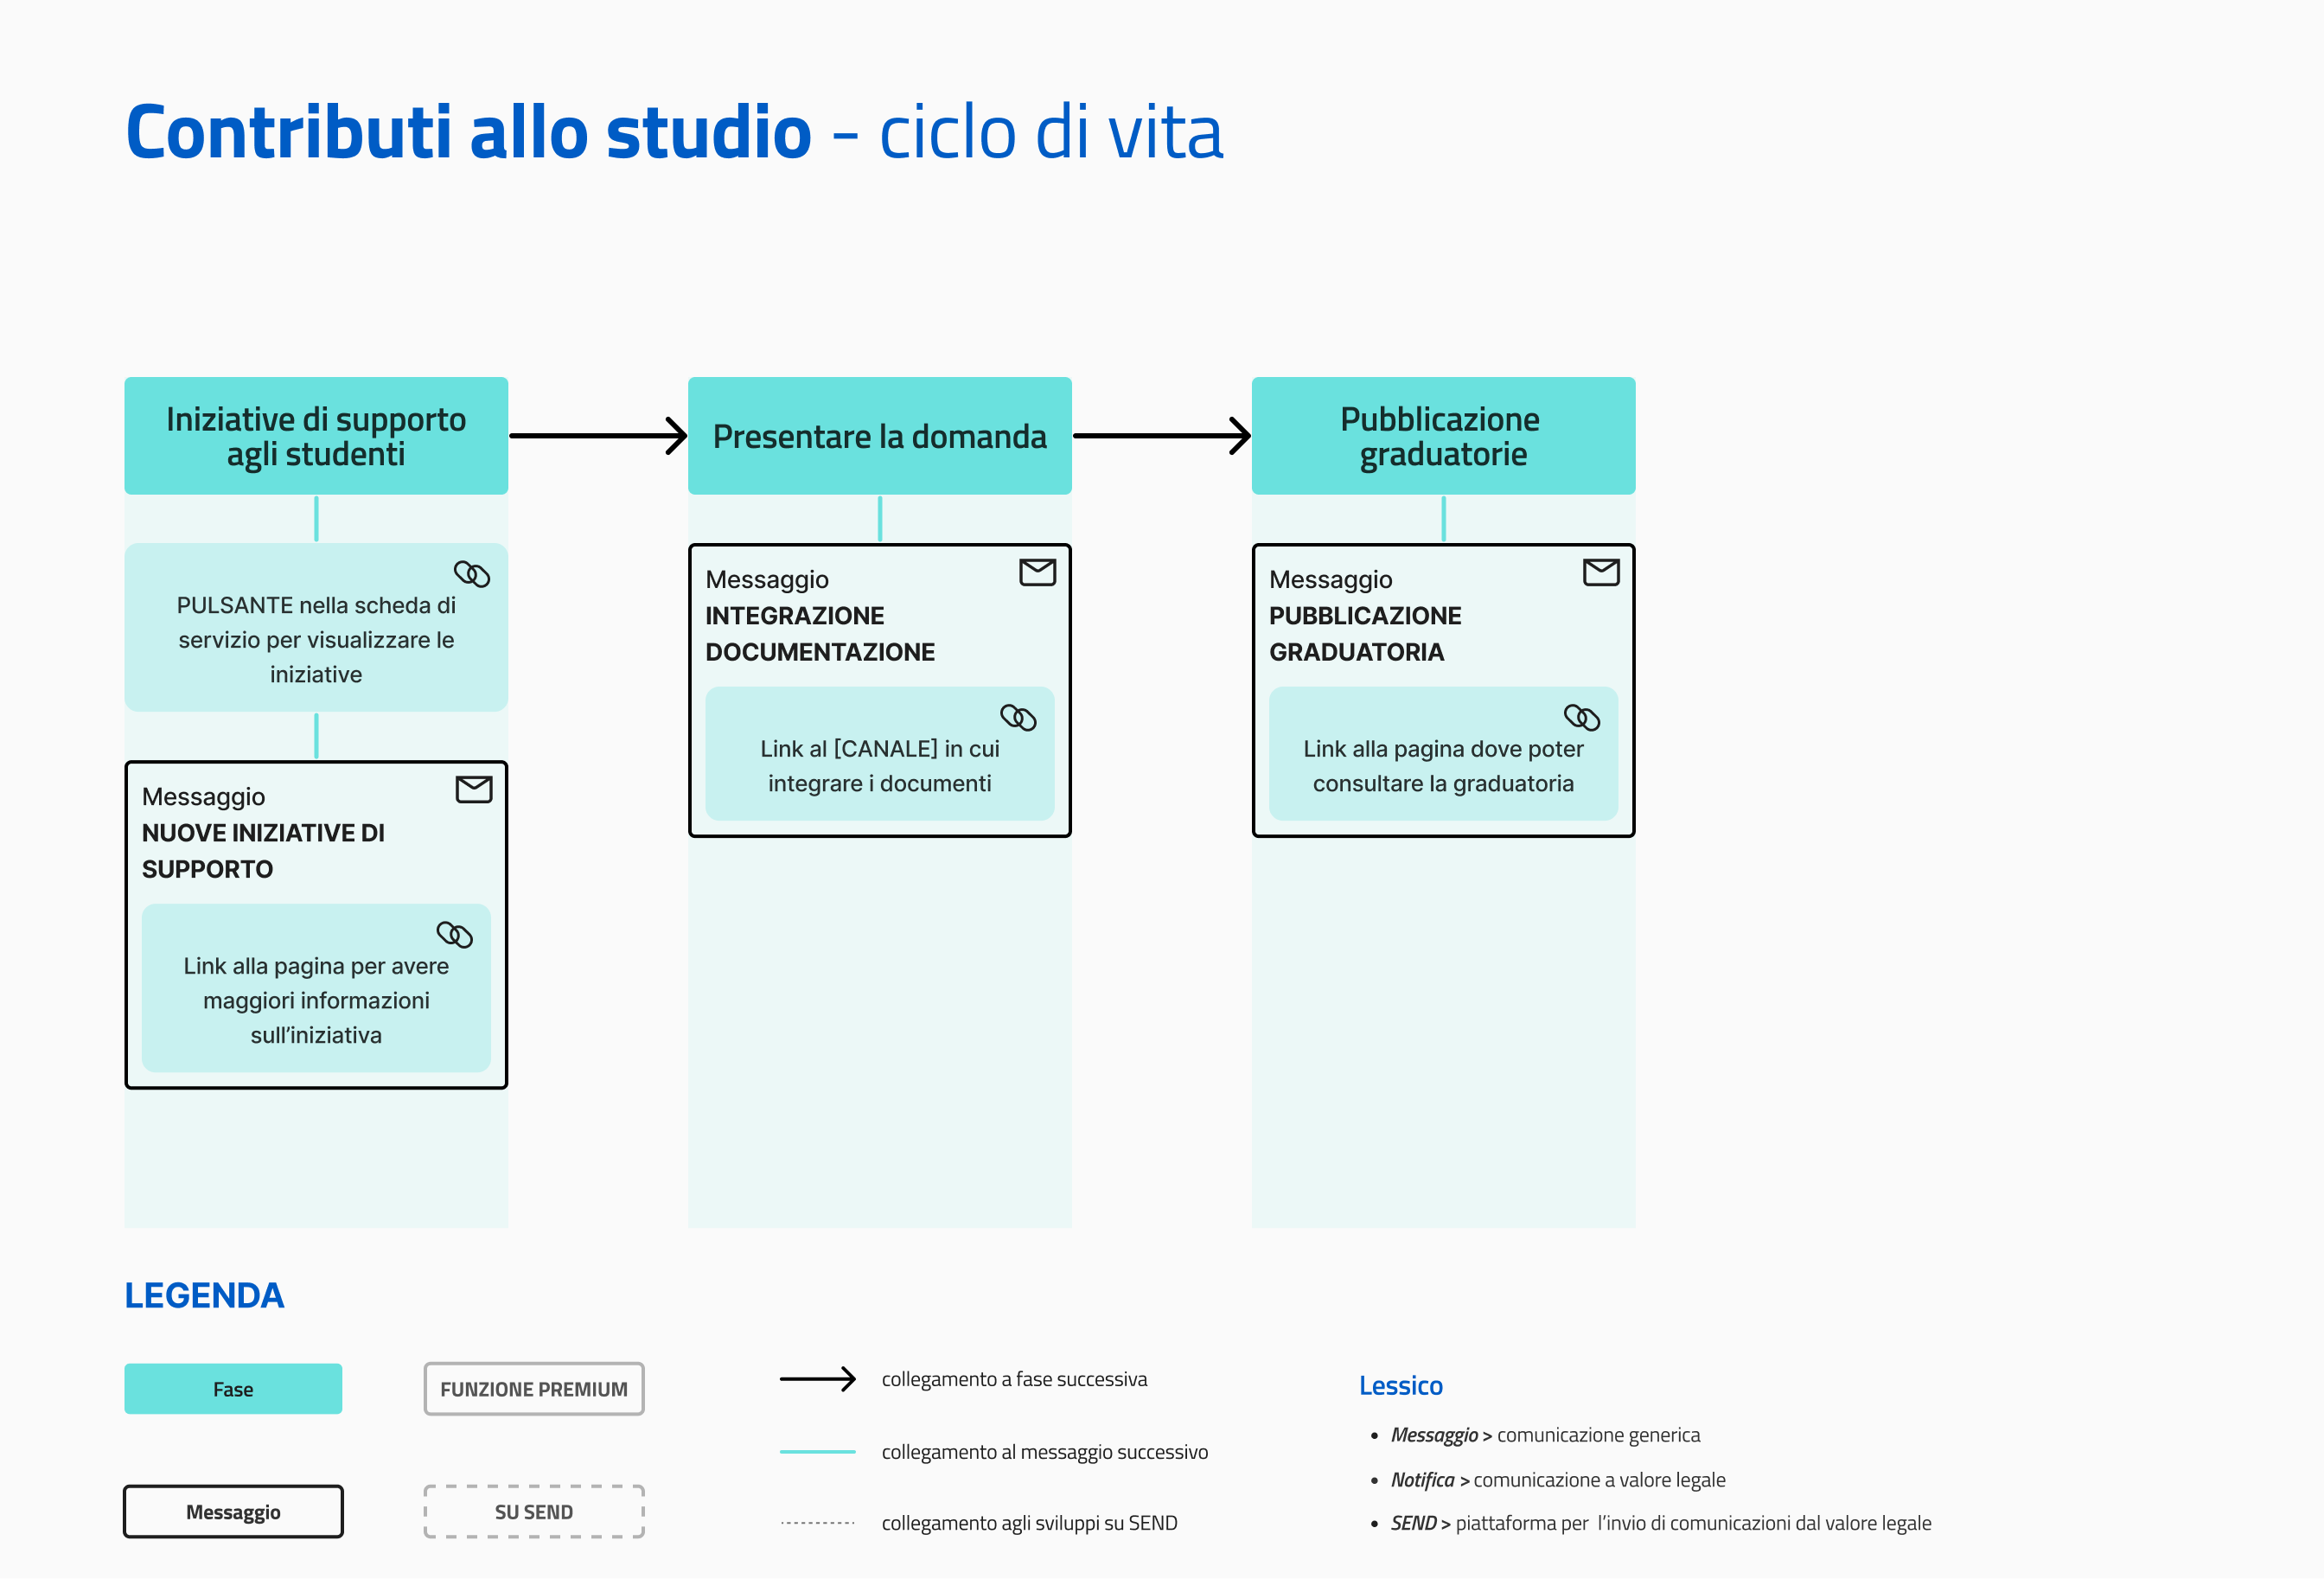 Contributi allo studio - ciclo di vita
Iniziative di supporto
agli studenti
PULSANTE nella scheda di
servizio per visualizzare le
iniziative
Messaggio
NUOVE INIZIATIVE DI
SUPPORTO
Link alla pagina per avere
maggiori informazioni
sull’iniziativa
Presentare la domanda
Messaggio
INTEGRAZIONE
DOCUMENTAZIONE
Link al [CANALE] in cui
integrare i documenti
Pubblicazione
graduatorie
Messaggio
PUBBLICAZIONE
GRADUATORIA
Link alla pagina dove poter
consultare la graduatoria
LEGENDA
Fase
Messaggio
FUNZIONE PREMIUM
SU SEND
collegamento a fase successiva
collegamento al messaggio successivo
collegamento agli sviluppi su SEND
Lessico
• Messaggio > comunicazione generica
• Notifica > comunicazione a valore legale
• SEND > piattaforma per l’invio di comunicazioni dal valore legale